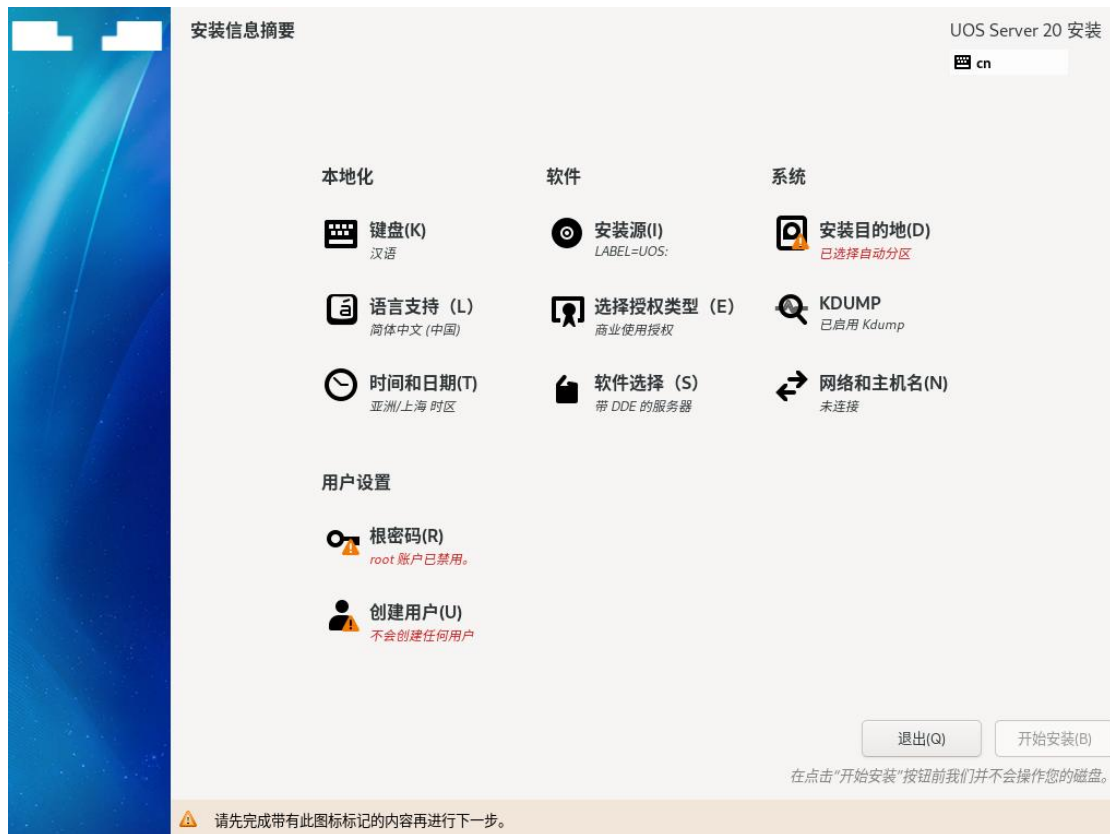 安装信息摘要
UOS Server 20 安装
cn
本地化
软件
系统
键盘(K)
汉语
安装源(I)
LABEL=UOS:
安装目的地(D)
已选择自动分区
语言支持（L）
简体中文 (中国)
选择授权类型（E）
商业使用授权
KDUMP
已启用 Kdump
时间和日期(T)
亚洲/上海 时区
软件选择（S）
带 DDE 的服务器
网络和主机名(N)
未连接
用户设置
根密码(R)
root 账户已禁用。
创建用户(U)
不会创建任何用户
退出(Q)
开始安装(B)
在点击“开始安装”按钮前我们并不会操作您的磁盘。
请先完成带有此图标标记的内容再进行下一步。